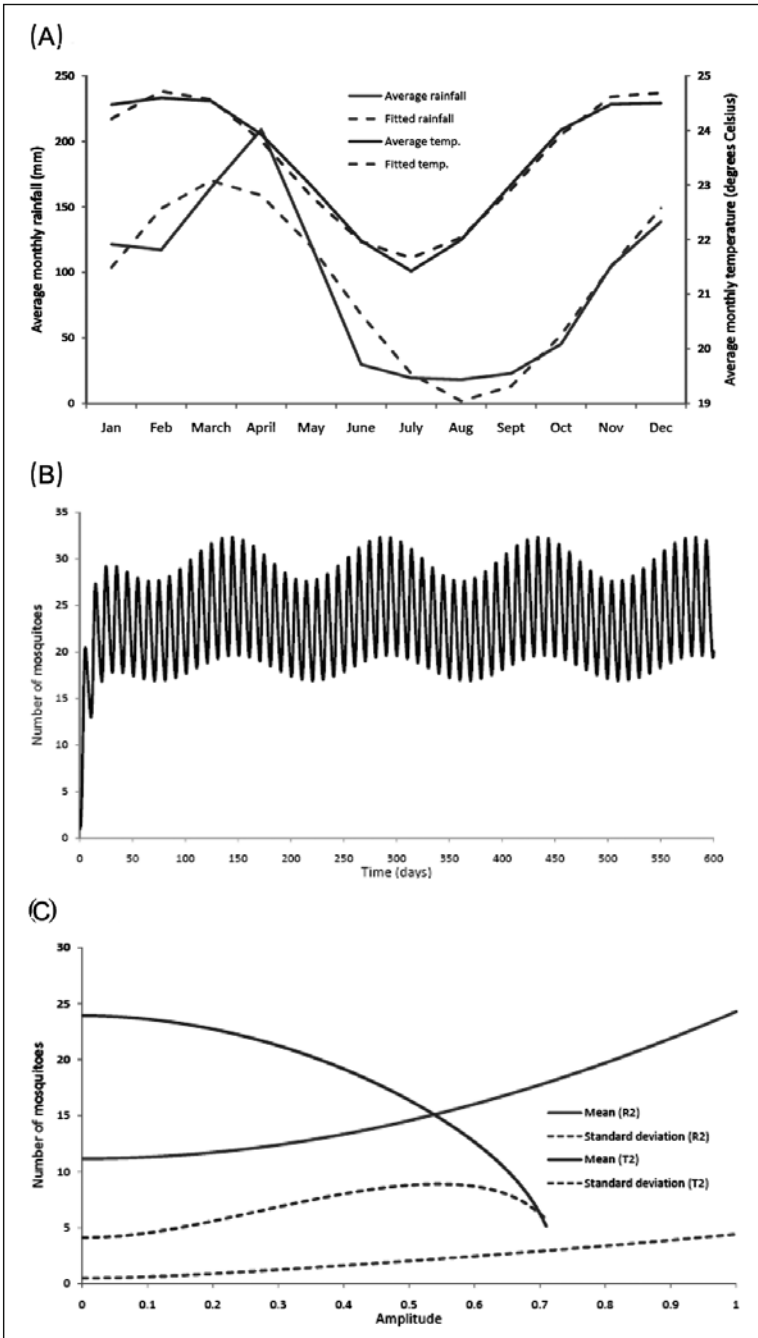 (A)
Average monthly rainfall (mm)
250
200
150
100
50
0
Average rainfall
Fitted rainfall
Average temp.
Fitted temp.
25
24
23
22
21
20
19
Average monthly temperature (degrees Celsius)
Jan Feb March April May June July Aug Sept Oct Nov Dec
(B)
Number of mosquitoes
35
30
25
20
15
10
5
0
0 50 100 150 200 250 300 350 400 450 500 550 600
Time (days)
(C)
Number of mosquitoes
30
25
20
15
10
5
0
Mean (R2)
Standard deviation (R2)
Mean (T2)
Standard deviation (T2)
0 0.1 0.2 0.3 0.4 0.5 0.6 0.7 0.8 0.9 1
Amplitude